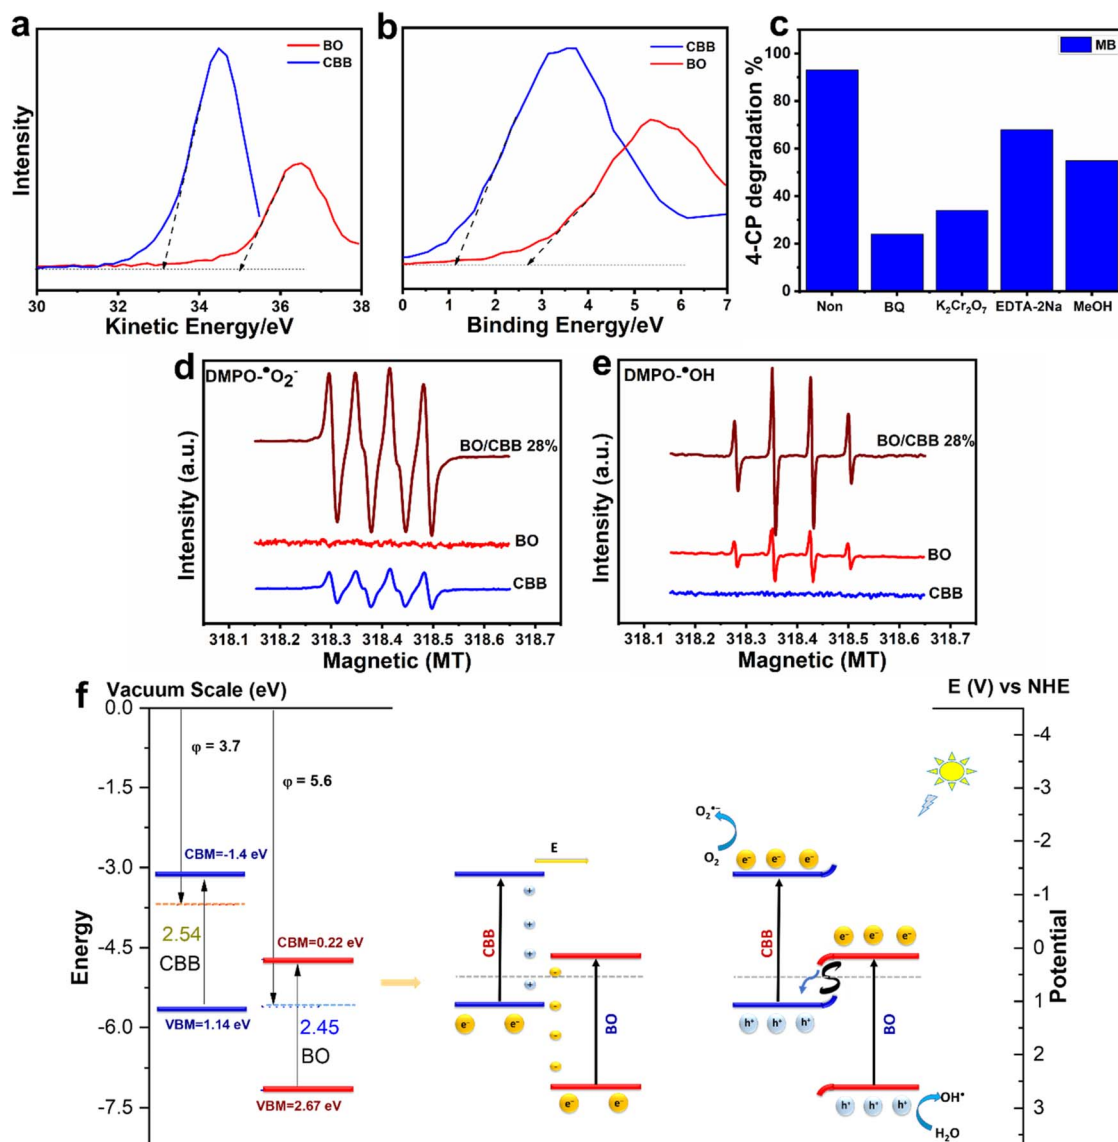 a
BO
CBB
Intensity
30
32
34
36
38
Kinetic Energy/eV
b
CBB
BO
0
1
2
3
4
5
6
7
Binding Energy/eV
c
MB
4-CP degradation %
100
80
60
40
20
0
Non
BQ
K₂Cr₂O₇
EDTA-2Na
MeOH
d
DMPO-•O₂⁻
BO/CBB 28%
BO
CBB
Intensity (a.u.)
318.1 318.2 318.3 318.4 318.5 318.6 318.7
Magnetic (MT)
e
DMPO-•OH
BO/CBB 28%
BO
CBB
Intensity (a.u.)
318.1 318.2 318.3 318.4 318.5 318.6 318.7
Magnetic (MT)
f
Vacuum Scale (eV)
E (V) vs NHE
0.0
-1.5
-3.0
-4.5
-6.0
-7.5
Energy
φ = 3.7
φ = 5.6
CBM=-1.4 eV
2.54
CBB
VBM=1.14 eV
CBM=0.22 eV
2.45
BO
VBM=2.67 eV
E
CBB
+
+
+
+
-
-
-
-
BO
e⁻ e⁻
e⁻ e⁻
O₂•⁻
O₂
e⁻ e⁻ e⁻
CBB
h⁺ h⁺ h⁺
e⁻ e⁻ e⁻
BO
h⁺ h⁺ h⁺
OH•
H₂O
-4
-3
-2
-1
0
1
2
3
Potential